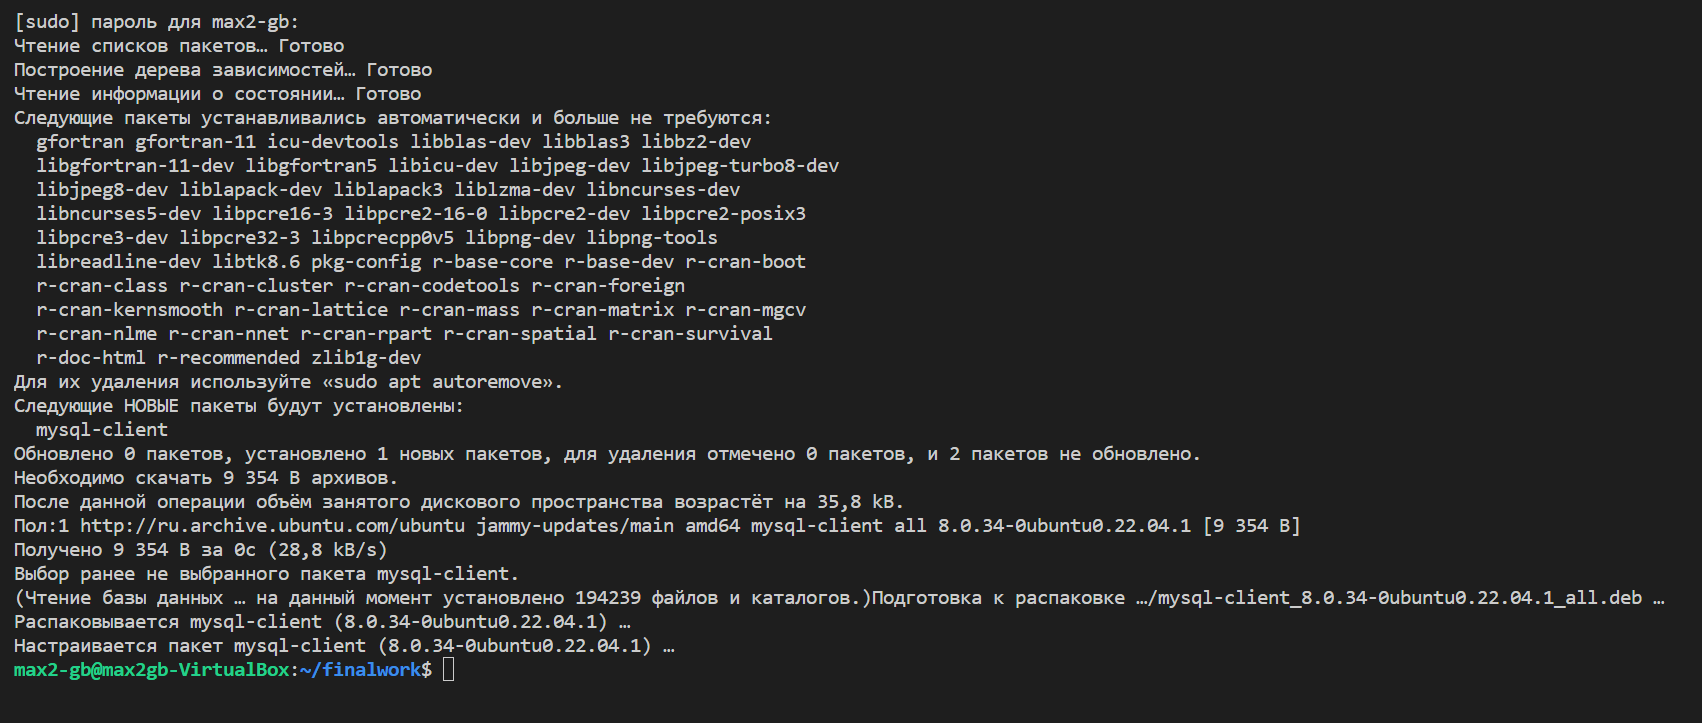 [sudo] пароль для max2-gb:
Чтение списков пакетов… Готово
Построение дерева зависимостей… Готово
Чтение информации о состоянии… Готово
Следующие пакеты устанавливались автоматически и больше не требуются:
  gfortran gfortran-11 icu-devtools libblas-dev libblas3 libbz2-dev
  libgfortran-11-dev libgfortran5 libicu-dev libjpeg-dev libjpeg-turbo8-dev
  libjpeg8-dev liblapack-dev liblapack3 liblzma-dev libncurses-dev
  libncurses5-dev libpcre16-3 libpcre2-16-0 libpcre2-dev libpcre2-posix3
  libpcre3-dev libpcre32-3 libpcrecpp0v5 libpng-dev libpng-tools
  libreadline-dev libtk8.6 pkg-config r-base-core r-base-dev r-cran-boot
  r-cran-class r-cran-cluster r-cran-codetools r-cran-foreign
  r-cran-kernsmooth r-cran-lattice r-cran-mass r-cran-matrix r-cran-mgcv
  r-cran-nlme r-cran-nnet r-cran-rpart r-cran-spatial r-cran-survival
  r-doc-html r-recommended zlib1g-dev
Для их удаления используйте «sudo apt autoremove».
Следующие НОВЫЕ пакеты будут установлены:
  mysql-client
Обновлено 0 пакетов, установлено 1 новых пакетов, для удаления отмечено 0 пакетов, и 2 пакетов не обновлено.
Необходимо скачать 9 354 B архивов.
После данной операции объём занятого дискового пространства возрастёт на 35,8 kB.
Пол:1 http://ru.archive.ubuntu.com/ubuntu jammy-updates/main amd64 mysql-client all 8.0.34-0ubuntu0.22.04.1 [9 354 B]
Получено 9 354 B за 0с (28,8 kB/s)
Выбор ранее не выбранного пакета mysql-client.
(Чтение базы данных … на данный момент установлено 194239 файлов и каталогов.)Подготовка к распаковке …/mysql-client_8.0.34-0ubuntu0.22.04.1_all.deb …
Распаковывается mysql-client (8.0.34-0ubuntu0.22.04.1) …
Настраивается пакет mysql-client (8.0.34-0ubuntu0.22.04.1) …
max2-gb@max2gb-VirtualBox:~/finalwork$